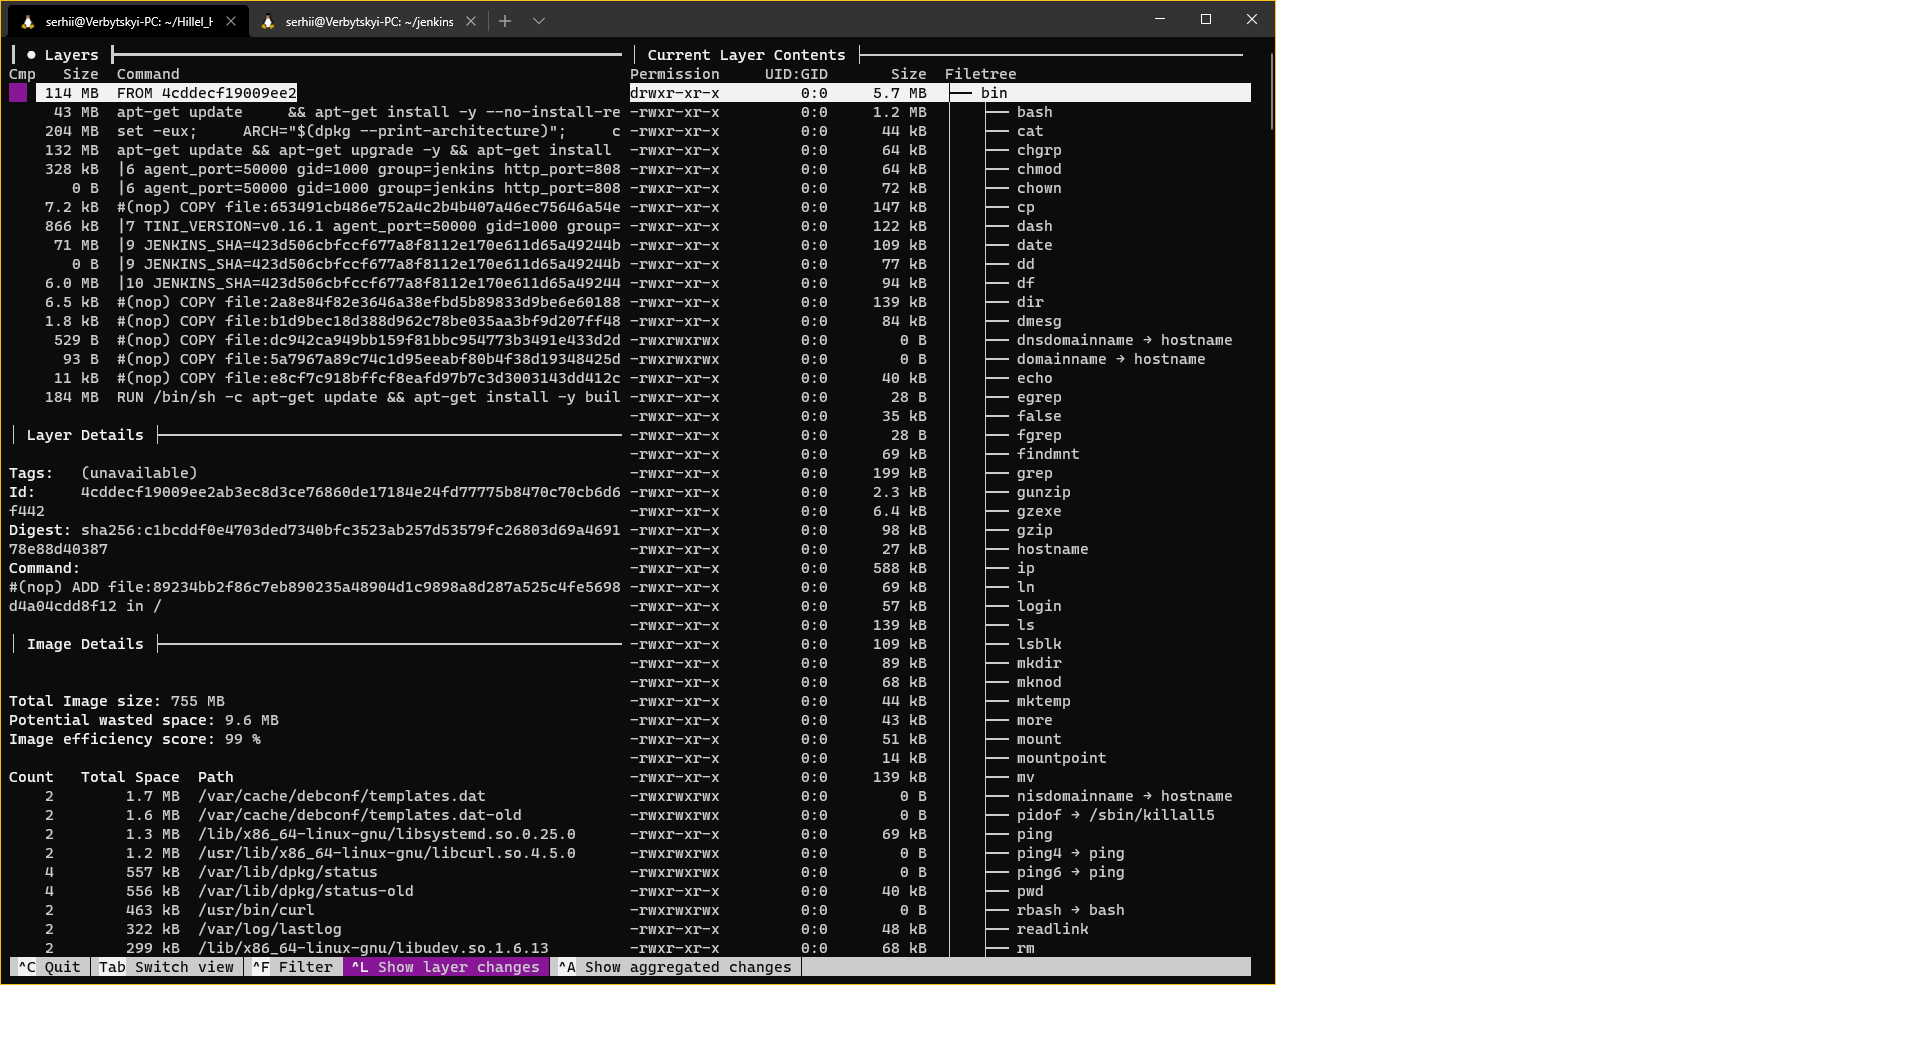 serhii@Verbytskyi-PC: ~/Hillel_H
serhii@Verbytskyi-PC: ~/jenkins
● Layers
Cmp Size Command
114 MB FROM 4cddecf19009ee2
43 MB apt-get update && apt-get install -y --no-install-re
204 MB set -eux; ARCH="$(dpkg --print-architecture)"; c
132 MB apt-get update && apt-get upgrade -y && apt-get install
328 kB |6 agent_port=50000 gid=1000 group=jenkins http_port=808
0 B |6 agent_port=50000 gid=1000 group=jenkins http_port=808
7.2 kB #(nop) COPY file:653491cb486e752a4c2b4b407a46ec75646a54e
866 kB |7 TINI_VERSION=v0.16.1 agent_port=50000 gid=1000 group=
71 MB |9 JENKINS_SHA=423d506cbfccf677a8f8112e170e611d65a49244b
0 B |9 JENKINS_SHA=423d506cbfccf677a8f8112e170e611d65a49244b
6.0 MB |10 JENKINS_SHA=423d506cbfccf677a8f8112e170e611d65a49244
6.5 kB #(nop) COPY file:2a8e84f82e3646a38efbd5b89833d9be6e60188
1.8 kB #(nop) COPY file:b1d9bec18d388d962c78be035aa3bf9d207ff48
529 B #(nop) COPY file:dc942ca949bb159f81bbc954773b3491e433d2d
93 B #(nop) COPY file:5a7967a89c74c1d95eeabf80b4f38d19348425d
11 kB #(nop) COPY file:e8cf7c918bffcf8eafd97b7c3d3003143dd412c
184 MB RUN /bin/sh -c apt-get update && apt-get install -y buil
Layer Details
Tags: (unavailable)
Id: 4cddecf19009ee2ab3ec8d3ce76860de17184e24fd77775b8470c70cb6d6
f442
Digest: sha256:c1bcddf0e4703ded7340bfc3523ab257d53579fc26803d69a4691
78e88d40387
Command:
#(nop) ADD file:89234bb2f86c7eb890235a48904d1c9898a8d287a525c4fe5698
d4a04cdd8f12 in /
Image Details
Total Image size: 755 MB
Potential wasted space: 9.6 MB
Image efficiency score: 99 %
Count Total Space Path
2 1.7 MB /var/cache/debconf/templates.dat
2 1.6 MB /var/cache/debconf/templates.dat-old
2 1.3 MB /lib/x86_64-linux-gnu/libsystemd.so.0.25.0
2 1.2 MB /usr/lib/x86_64-linux-gnu/libcurl.so.4.5.0
4 557 kB /var/lib/dpkg/status
4 556 kB /var/lib/dpkg/status-old
2 463 kB /usr/bin/curl
2 322 kB /var/log/lastlog
2 299 kB /lib/x86_64-linux-gnu/libudev.so.1.6.13
Current Layer Contents
Permission UID:GID Size Filetree
drwxr-xr-x 0:0 5.7 MB ├── bin
-rwxr-xr-x 0:0 1.2 MB │ ├── bash
-rwxr-xr-x 0:0 44 kB │ ├── cat
-rwxr-xr-x 0:0 64 kB │ ├── chgrp
-rwxr-xr-x 0:0 64 kB │ ├── chmod
-rwxr-xr-x 0:0 72 kB │ ├── chown
-rwxr-xr-x 0:0 147 kB │ ├── cp
-rwxr-xr-x 0:0 122 kB │ ├── dash
-rwxr-xr-x 0:0 109 kB │ ├── date
-rwxr-xr-x 0:0 77 kB │ ├── dd
-rwxr-xr-x 0:0 94 kB │ ├── df
-rwxr-xr-x 0:0 139 kB │ ├── dir
-rwxr-xr-x 0:0 84 kB │ ├── dmesg
-rwxrwxrwx 0:0 0 B │ ├── dnsdomainname → hostname
-rwxrwxrwx 0:0 0 B │ ├── domainname → hostname
-rwxr-xr-x 0:0 40 kB │ ├── echo
-rwxr-xr-x 0:0 28 B │ ├── egrep
-rwxr-xr-x 0:0 35 kB │ ├── false
-rwxr-xr-x 0:0 28 B │ ├── fgrep
-rwxr-xr-x 0:0 69 kB │ ├── findmnt
-rwxr-xr-x 0:0 199 kB │ ├── grep
-rwxr-xr-x 0:0 2.3 kB │ ├── gunzip
-rwxr-xr-x 0:0 6.4 kB │ ├── gzexe
-rwxr-xr-x 0:0 98 kB │ ├── gzip
-rwxr-xr-x 0:0 27 kB │ ├── hostname
-rwxr-xr-x 0:0 588 kB │ ├── ip
-rwxr-xr-x 0:0 69 kB │ ├── ln
-rwxr-xr-x 0:0 57 kB │ ├── login
-rwxr-xr-x 0:0 139 kB │ ├── ls
-rwxr-xr-x 0:0 109 kB │ ├── lsblk
-rwxr-xr-x 0:0 89 kB │ ├── mkdir
-rwxr-xr-x 0:0 68 kB │ ├── mknod
-rwxr-xr-x 0:0 44 kB │ ├── mktemp
-rwxr-xr-x 0:0 43 kB │ ├── more
-rwxr-xr-x 0:0 51 kB │ ├── mount
-rwxr-xr-x 0:0 14 kB │ ├── mountpoint
-rwxr-xr-x 0:0 139 kB │ ├── mv
-rwxrwxrwx 0:0 0 B │ ├── nisdomainname → hostname
-rwxrwxrwx 0:0 0 B │ ├── pidof → /sbin/killall5
-rwxr-xr-x 0:0 69 kB │ ├── ping
-rwxrwxrwx 0:0 0 B │ ├── ping4 → ping
-rwxrwxrwx 0:0 0 B │ ├── ping6 → ping
-rwxr-xr-x 0:0 40 kB │ ├── pwd
-rwxrwxrwx 0:0 0 B │ ├── rbash → bash
-rwxr-xr-x 0:0 48 kB │ ├── readlink
-rwxr-xr-x 0:0 68 kB │ ├── rm
^C Quit Tab Switch view ^F Filter ^L Show layer changes ^A Show aggregated changes